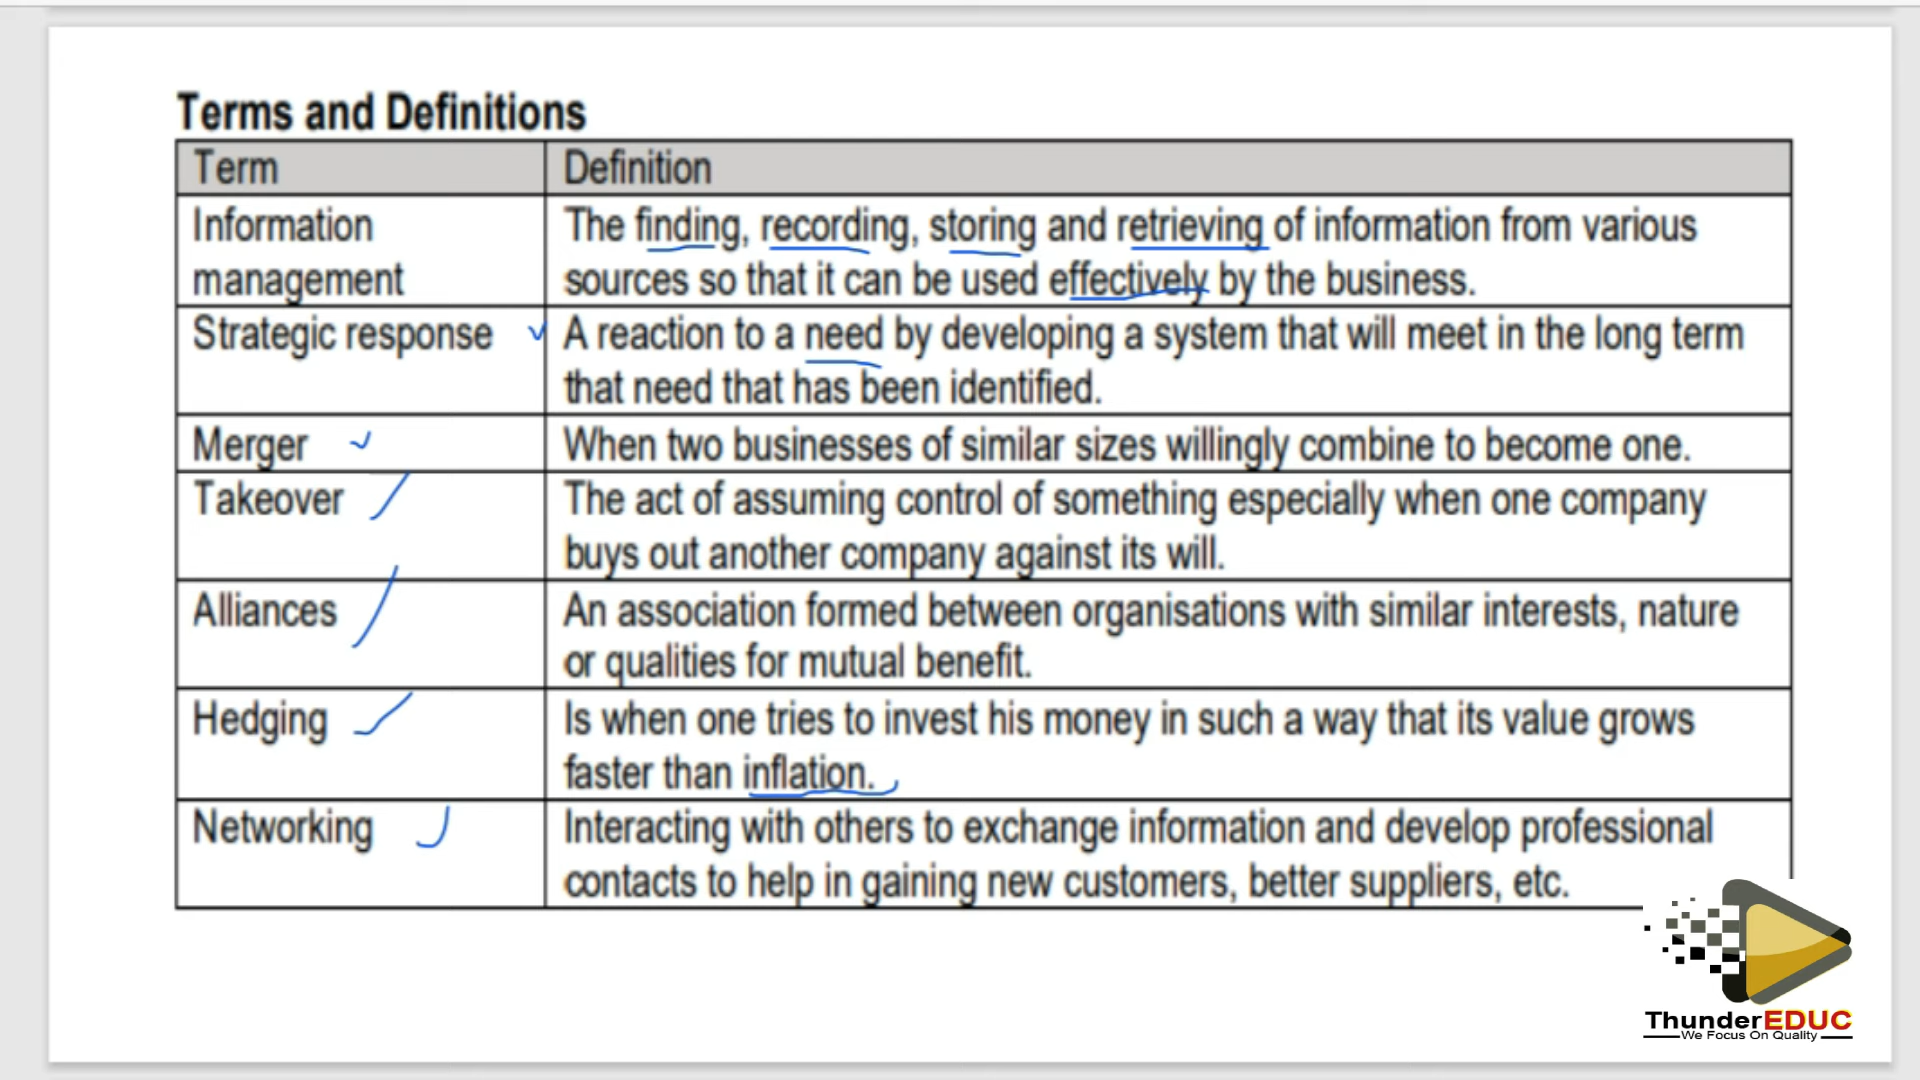 Terms and Definitions
Term Definition
Information The finding, recording, storing and retrieving of information from various
management sources so that it can be used effectively by the business.
Strategic response A reaction to a need by developing a system that will meet in the long term
that need that has been identified.
Merger When two businesses of similar sizes willingly combine to become one.
Takeover The act of assuming control of something especially when one company
buys out another company against its will.
Alliances An association formed between organisations with similar interests, nature
or qualities for mutual benefit.
Hedging Is when one tries to invest his money in such a way that its value grows
faster than inflation.
Networking Interacting with others to exchange information and develop professional
contacts to help in gaining new customers, better suppliers, etc.
ThunderEDUC
We Focus On Quality